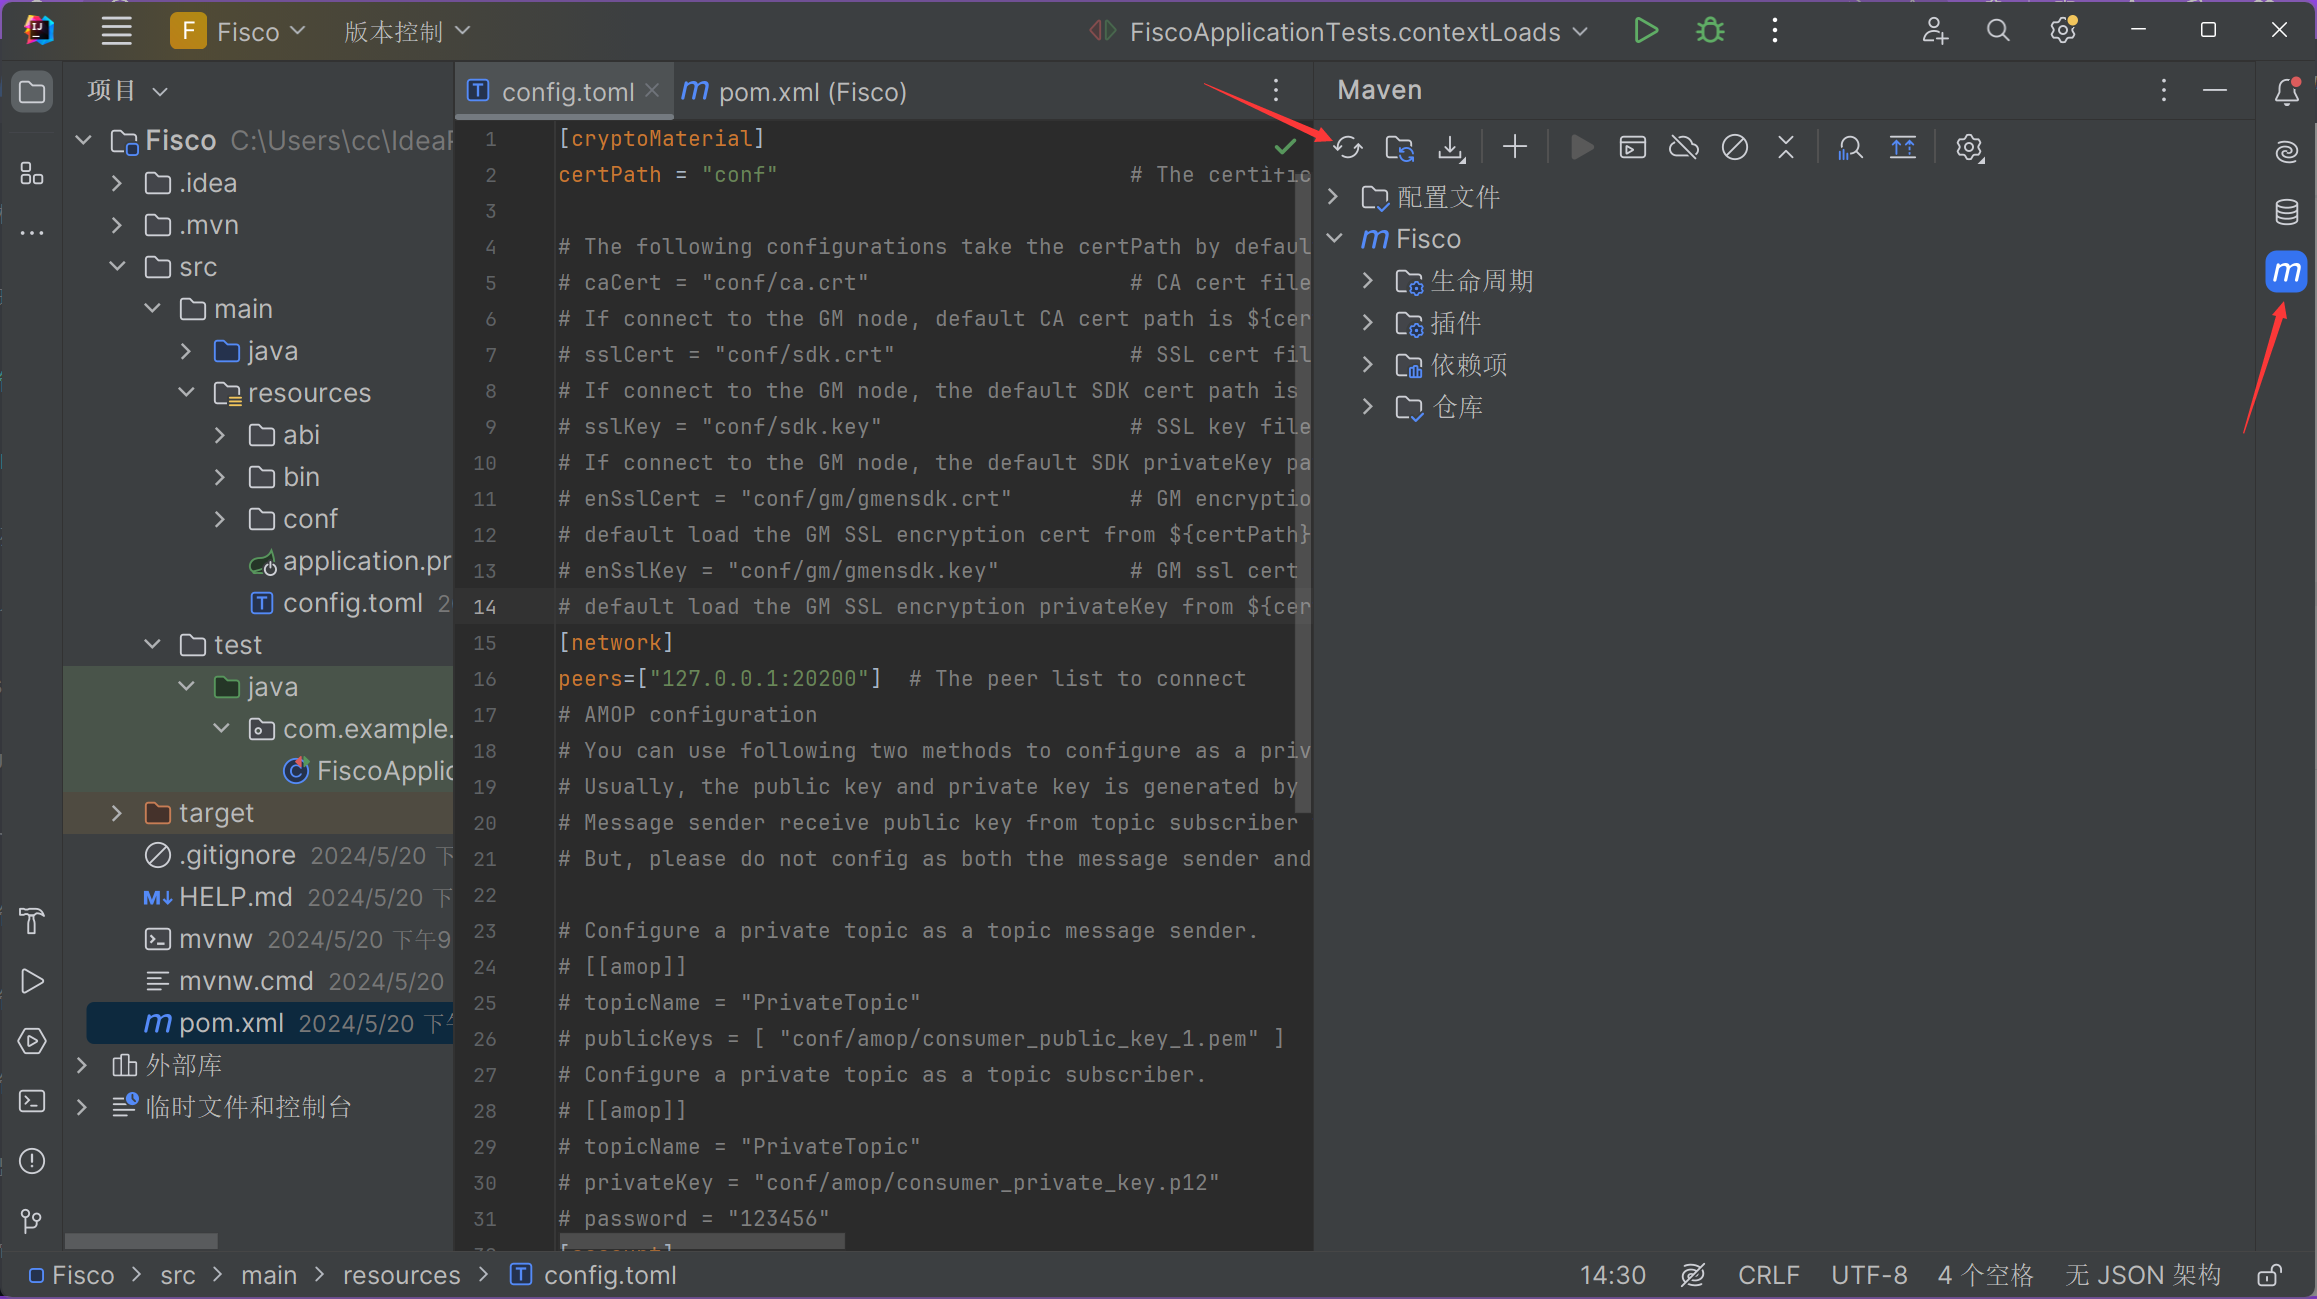 F Fisco 版本控制 FiscoApplicationTests.contextLoads
项目
Fisco C:\Users\cc\IdeaP
.idea
.mvn
src
main
java
resources
abi
bin
conf
application.pr
config.toml 20
test
java
com.example.
FiscoApplic
target
.gitignore 2024/5/20 下
HELP.md 2024/5/20 下
mvnw 2024/5/20 下午9
mvnw.cmd 2024/5/20
pom.xml 2024/5/20 下午
外部库
临时文件和控制台
config.toml pom.xml (Fisco)
1 [cryptoMaterial]
2 certPath = "conf" # The certific
3
4 # The following configurations take the certPath by defaul
5 # caCert = "conf/ca.crt" # CA cert file
6 # If connect to the GM node, default CA cert path is ${cer
7 # sslCert = "conf/sdk.crt" # SSL cert fil
8 # If connect to the GM node, the default SDK cert path is
9 # sslKey = "conf/sdk.key" # SSL key file
10 # If connect to the GM node, the default SDK privateKey pa
11 # enSslCert = "conf/gm/gmensdk.crt" # GM encryptio
12 # default load the GM SSL encryption cert from ${certPath}
13 # enSslKey = "conf/gm/gmensdk.key" # GM ssl cert
14 # default load the GM SSL encryption privateKey from ${cer
15 [network]
16 peers=["127.0.0.1:20200"] # The peer list to connect
17 # AMOP configuration
18 # You can use following two methods to configure as a priv
19 # Usually, the public key and private key is generated by
20 # Message sender receive public key from topic subscriber
21 # But, please do not config as both the message sender and
22
23 # Configure a private topic as a topic message sender.
24 # [[amop]]
25 # topicName = "PrivateTopic"
26 # publicKeys = [ "conf/amop/consumer_public_key_1.pem" ]
27 # Configure a private topic as a topic subscriber.
28 # [[amop]]
29 # topicName = "PrivateTopic"
30 # privateKey = "conf/amop/consumer_private_key.p12"
31 # password = "123456"
Maven
配置文件
Fisco
生命周期
插件
依赖项
仓库
Fisco > src > main > resources > config.toml
14:30 CRLF UTF-8 4 个空格 无 JSON 架构